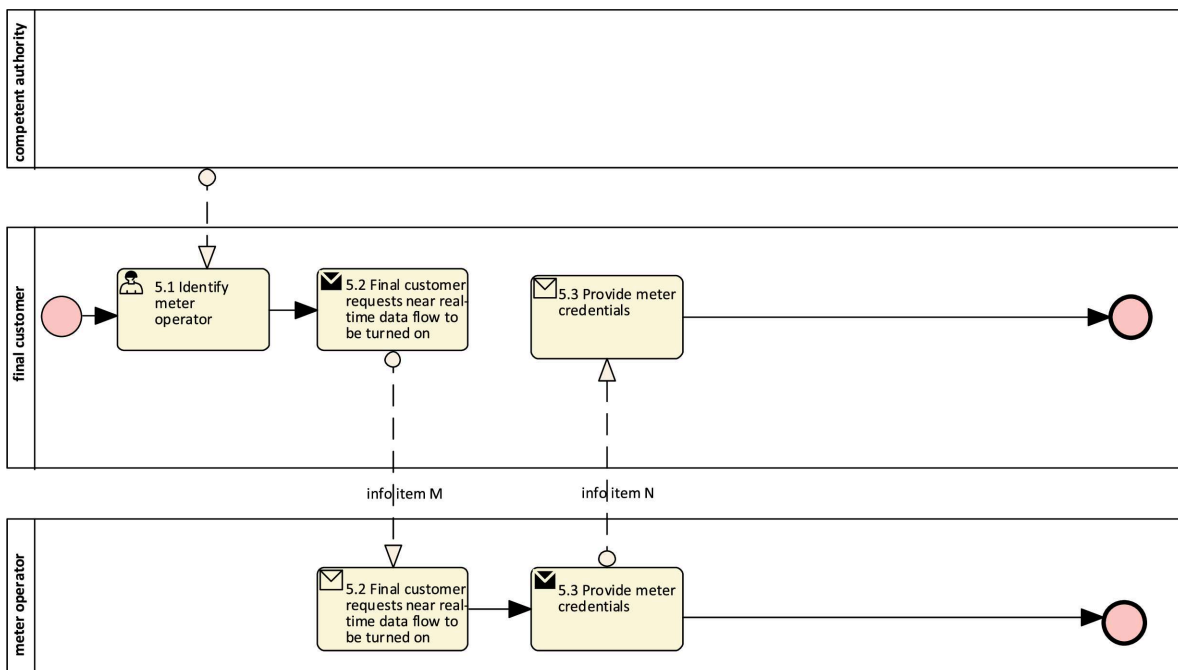 competent authority
final customer
5.1 Identify
meter
operator
5.2 Final customer
requests near real-
time data flow to
be turned on
5.3 Provide meter
credentials
info item M
info item N
meter operator
5.2 Final customer
requests near real-
time data flow to
be turned on
5.3 Provide meter
credentials